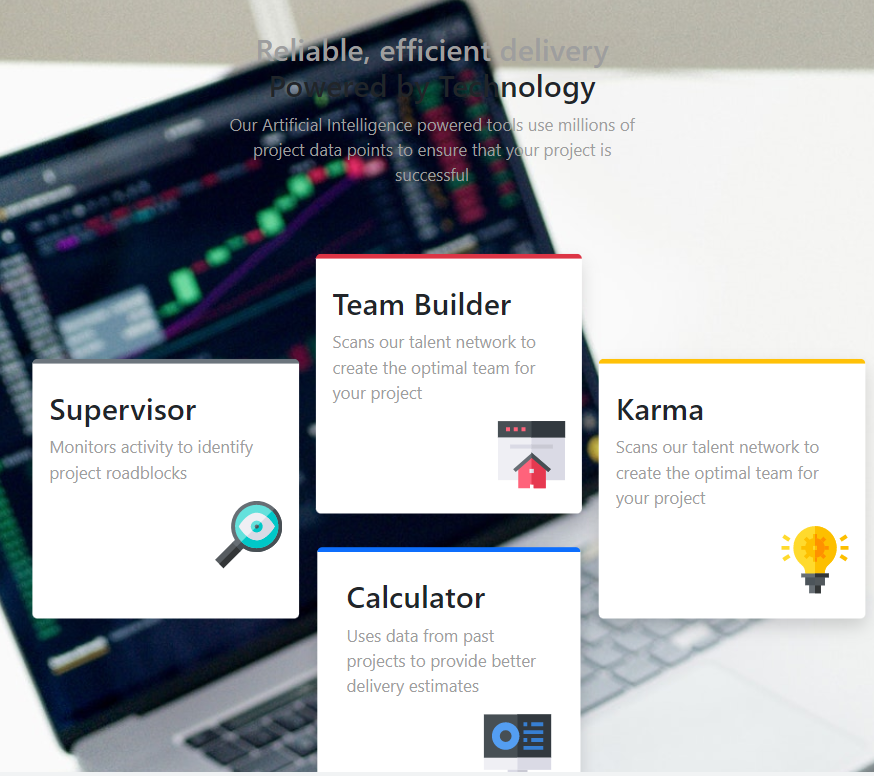 Reliable, efficient delivery
Powered by Technology
Our Artificial Intelligence powered tools use millions of
project data points to ensure that your project is
successful
Team Builder
Scans our talent network to
create the optimal team for
your project
Supervisor
Monitors activity to identify
project roadblocks
Karma
Scans our talent network to
create the optimal team for
your project
Calculator
Uses data from past
projects to provide better
delivery estimates